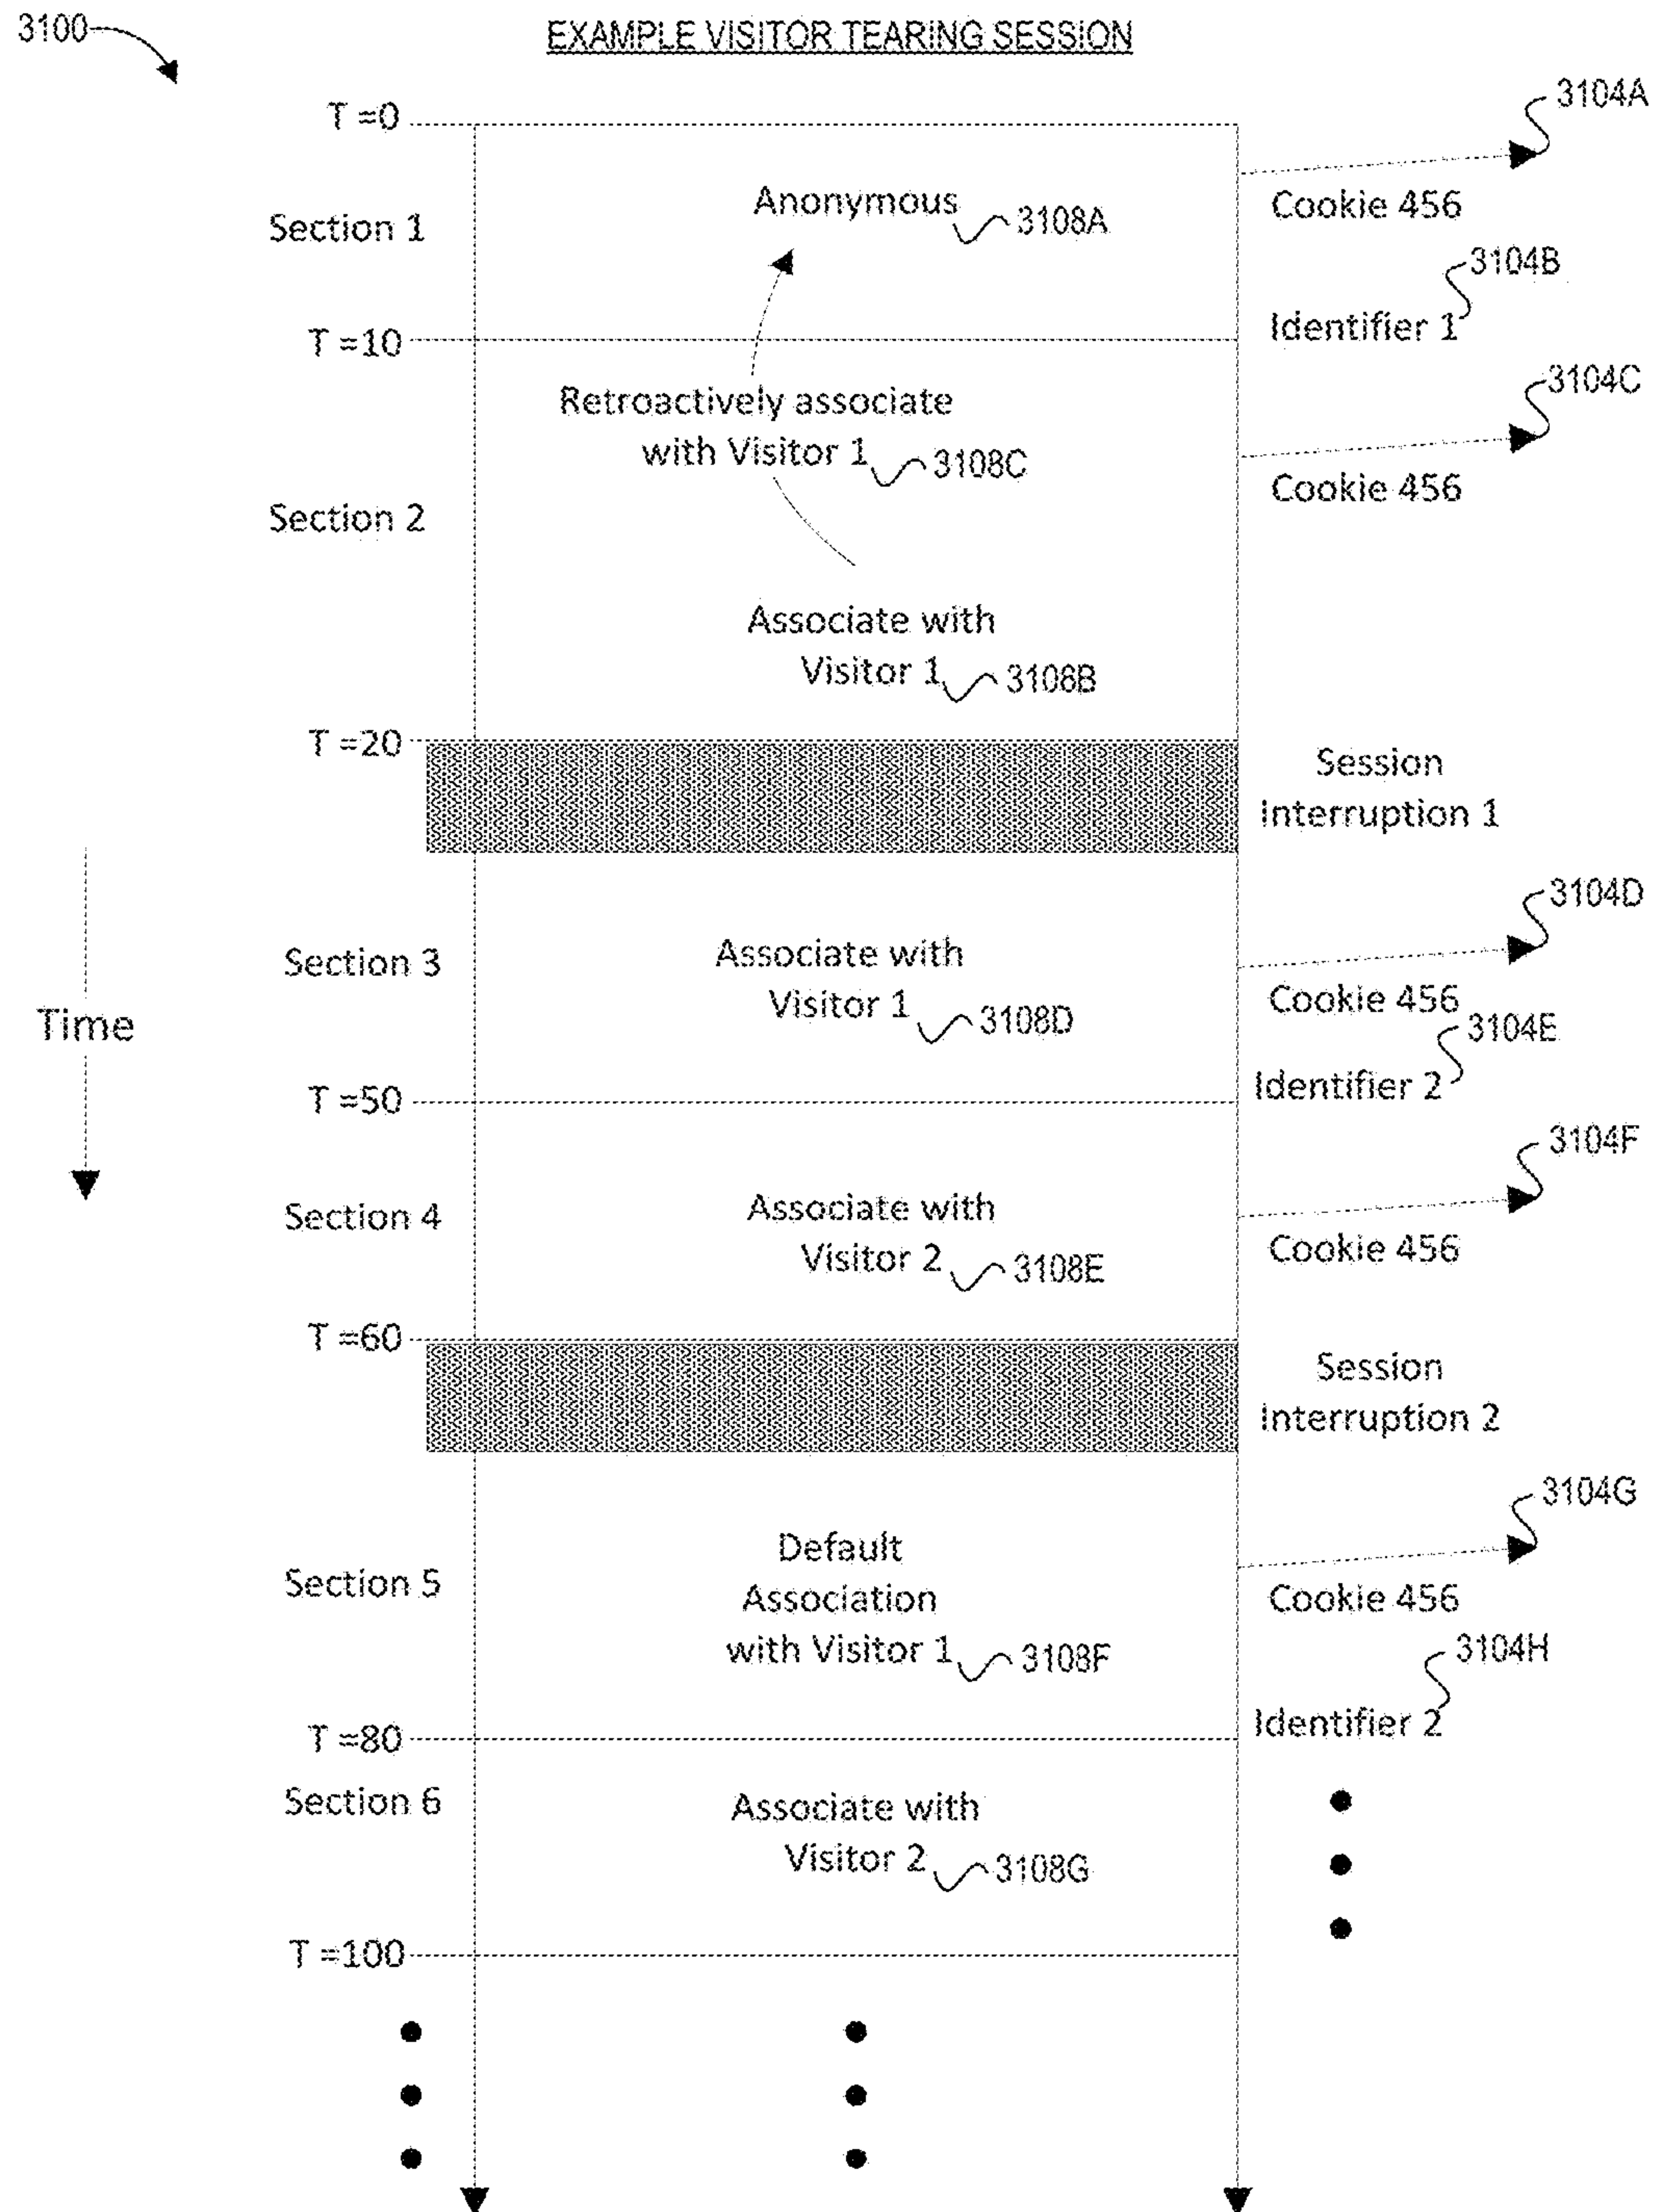 3100
EXAMPLE VISITOR TEARING SESSION
T =0
3104A
Anonymous
3108A
Cookie 456
Section 1
3104B
Identifier 1
T =10
3104C
Retroactively associate
with Visitor 1
3108C
Cookie 456
Section 2
Associate with
Visitor 1
3108B
T =20
Session
Interruption 1
3104D
Section 3
Associate with
Visitor 1
3108D
Cookie 456
Time
3104E
Identifier 2
T =50
3104F
Section 4
Associate with
Visitor 2
3108E
Cookie 456
T =60
Session
Interruption 2
3104G
Default
Association
with Visitor 1
3108F
Section 5
Cookie 456
3104H
Identifier 2
T =80
Section 6
Associate with
Visitor 2
3108G
T =100